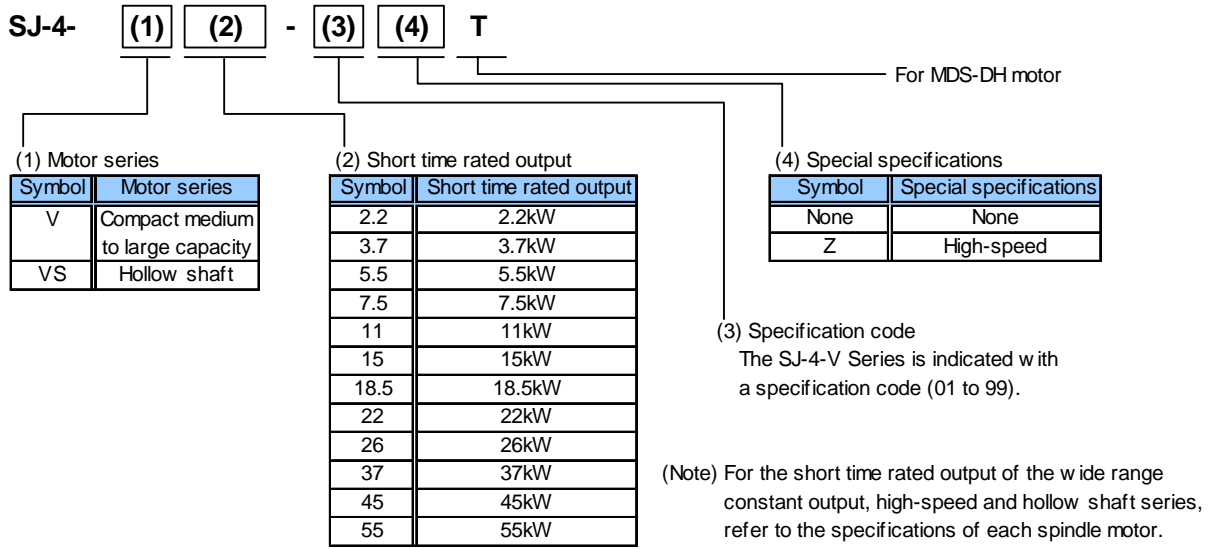 SJ-4- (1) (2) - (3) (4) T
For MDS-DH motor
(1) Motor series
Symbol Motor series
V Compact medium to large capacity
VS Hollow shaft
(2) Short time rated output
Symbol Short time rated output
2.2 2.2kW
3.7 3.7kW
5.5 5.5kW
7.5 7.5kW
11 11kW
15 15kW
18.5 18.5kW
22 22kW
26 26kW
37 37kW
45 45kW
55 55kW
(4) Special specifications
Symbol Special specifications
None None
Z High-speed
(3) Specification code
The SJ-4-V Series is indicated with
a specification code (01 to 99).
(Note) For the short time rated output of the wide range
constant output, high-speed and hollow shaft series,
refer to the specifications of each spindle motor.